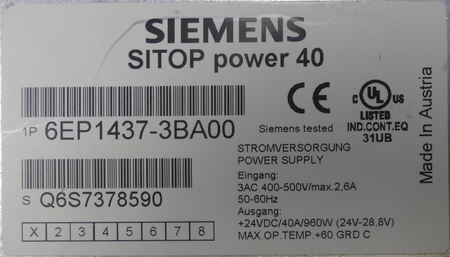 SIEMENS
SITOP power 40
1P 6EP1437-3BA00
Siemens tested
CE
C UL US
LISTED
IND.CONT.EQ
31UB
Made In Austria
S Q6S7378590
STROMVERSORGUNG
POWER SUPPLY
Eingang:
3AC 400-500V/max.2,6A
50-60Hz
Ausgang:
+24VDC/40A/960W (24V-28,8V)
MAX.OP.TEMP.+60 GRD C
X 2 3 4 5 6 7 8